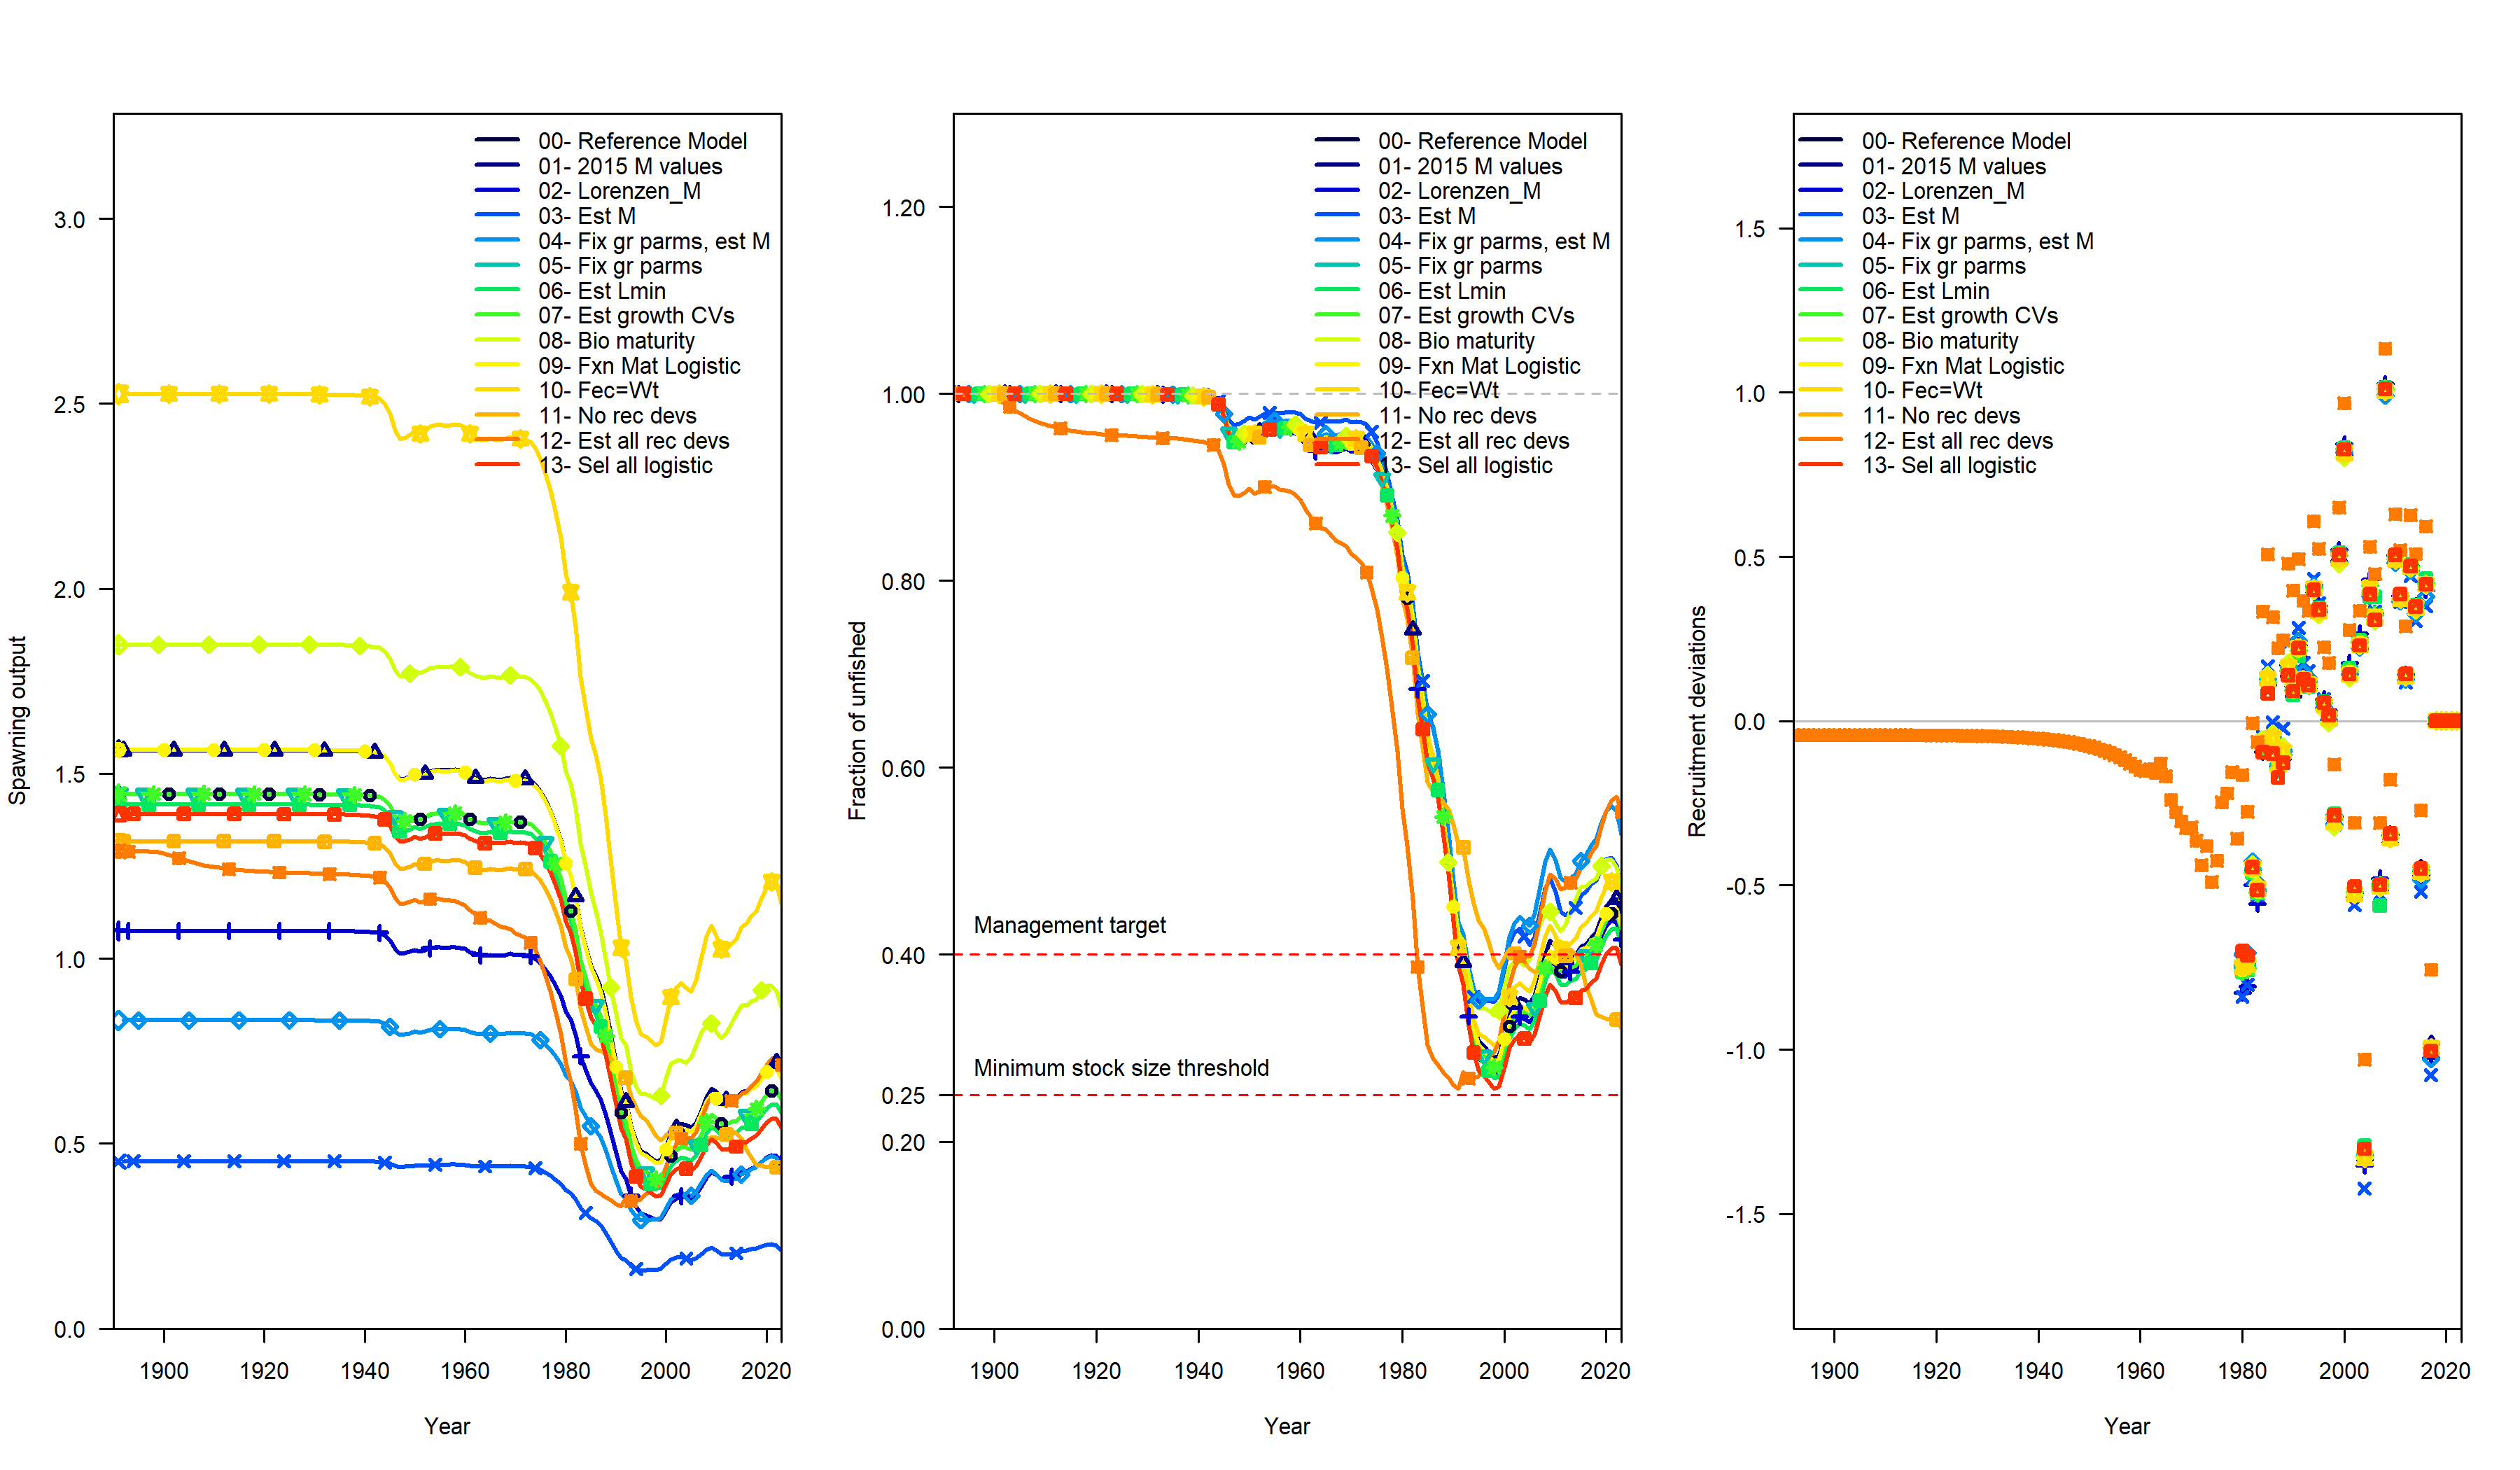 Spawning output
3.0
2.5
2.0
1.5
1.0
0.5
0.0
1900 1920 1940 1960 1980 2000 2020
Year
00- Reference Model
01- 2015 M values
02- Lorenzen_M
03- Est M
04- Fix gr parms, est M
05- Fix gr parms
06- Est Lmin
07- Est growth CVs
08- Bio maturity
09- Fxn Mat Logistic
10- Fec=Wt
11- No rec devs
12- Est all rec devs
13- Sel all logistic
Fraction of unfished
1.20
1.00
0.80
0.60
0.40
0.25
0.20
0.00
Management target
Minimum stock size threshold
1900 1920 1940 1960 1980 2000 2020
Year
00- Reference Model
01- 2015 M values
02- Lorenzen_M
03- Est M
04- Fix gr parms, est M
05- Fix gr parms
06- Est Lmin
07- Est growth CVs
08- Bio maturity
09- Fxn Mat Logistic
10- Fec=Wt
11- No rec devs
12- Est all rec devs
13- Sel all logistic
Recruitment deviations
1.5
1.0
0.5
0.0
-0.5
-1.0
-1.5
1900 1920 1940 1960 1980 2000 2020
Year
00- Reference Model
01- 2015 M values
02- Lorenzen_M
03- Est M
04- Fix gr parms, est M
05- Fix gr parms
06- Est Lmin
07- Est growth CVs
08- Bio maturity
09- Fxn Mat Logistic
10- Fec=Wt
11- No rec devs
12- Est all rec devs
13- Sel all logistic